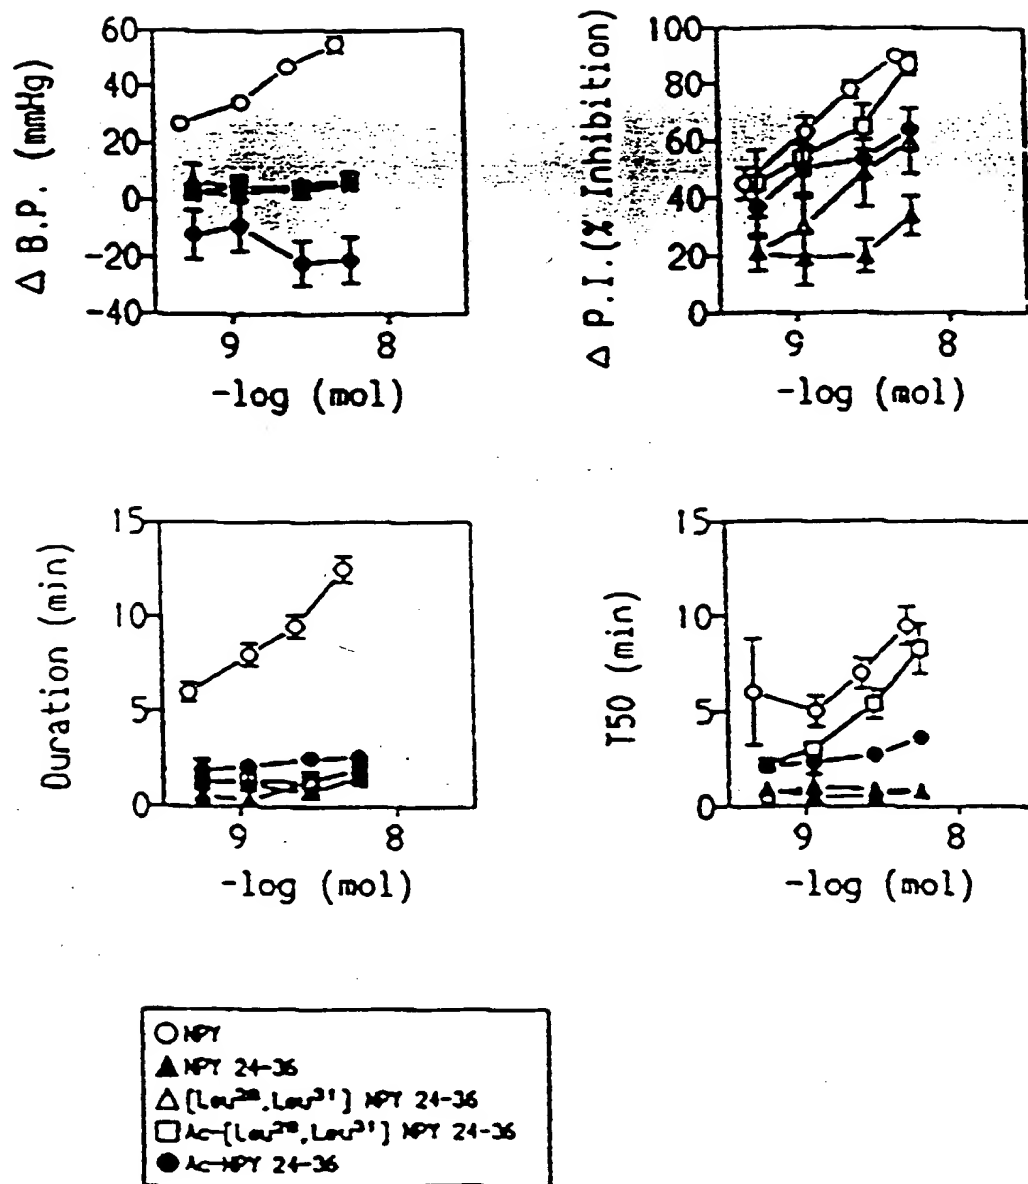 Δ B.P. (mmHg)
60
40
20
0
-20
-40
9 8
-log (mol)
Δ P.I.(% Inhibition)
100
80
60
40
20
0
9 8
-log (mol)
Duration (min)
15
10
5
0
9 8
-log (mol)
T50 (min)
15
10
5
0
9 8
-log (mol)
○ NPY
▲ NPY 24-36
△ [Leu²⁸,Leu³¹] NPY 24-36
□ Ac-[Leu²⁸,Leu³¹] NPY 24-36
● Ac-NPY 24-36